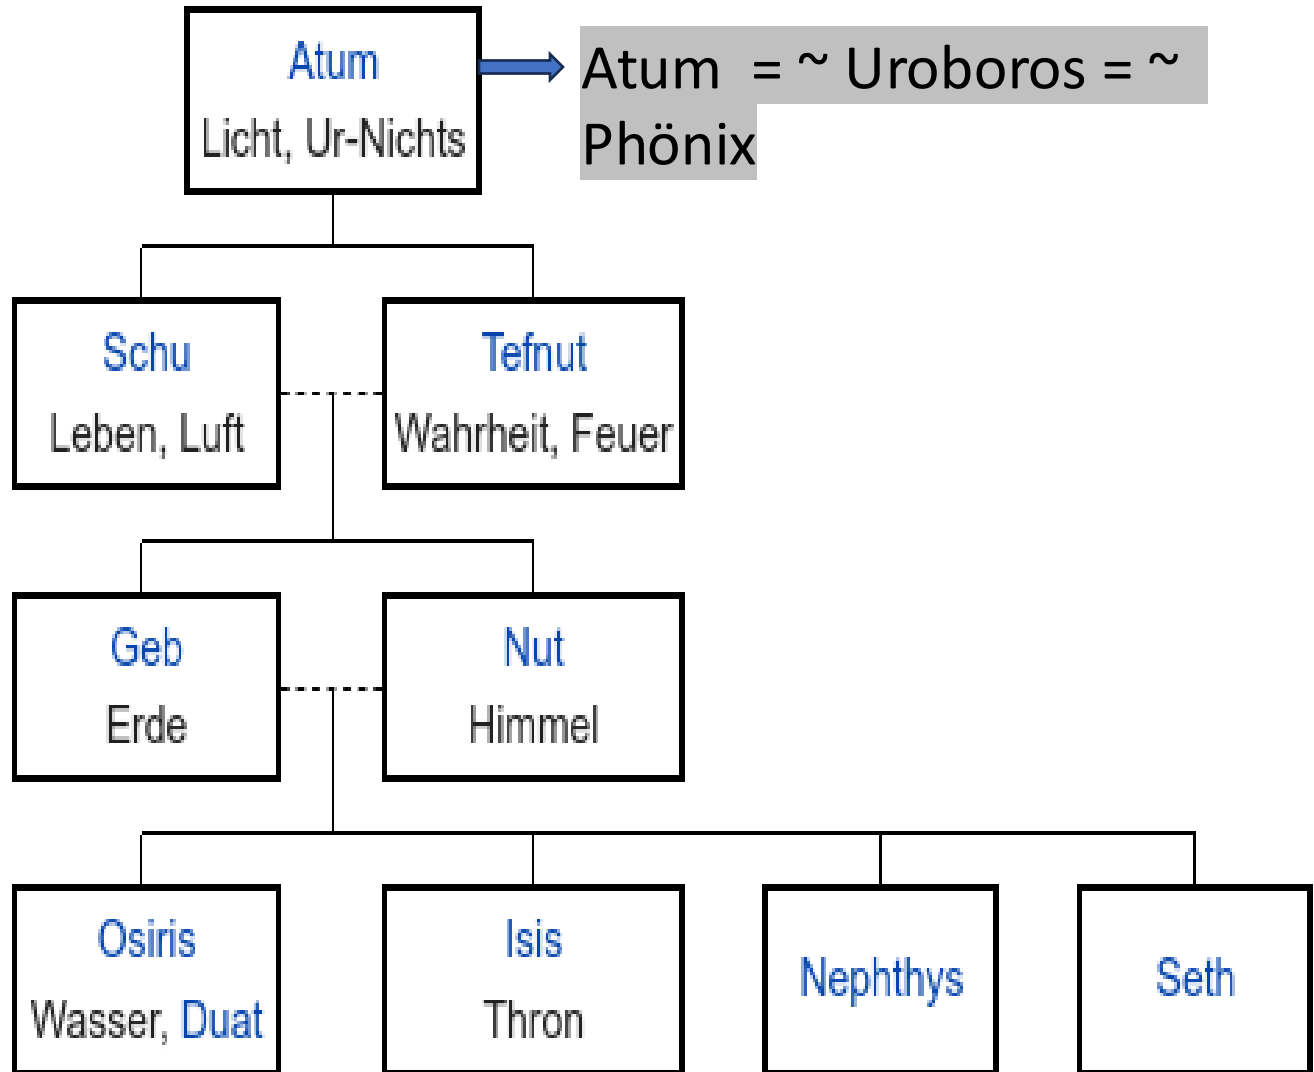 Atum
Licht, Ur-Nichts
Atum = ~ Uroboros = ~
Phönix
Schu
Leben, Luft
Tefnut
Wahrheit, Feuer
Geb
Erde
Nut
Himmel
Osiris
Wasser, Duat
Isis
Thron
Nephthys
Seth